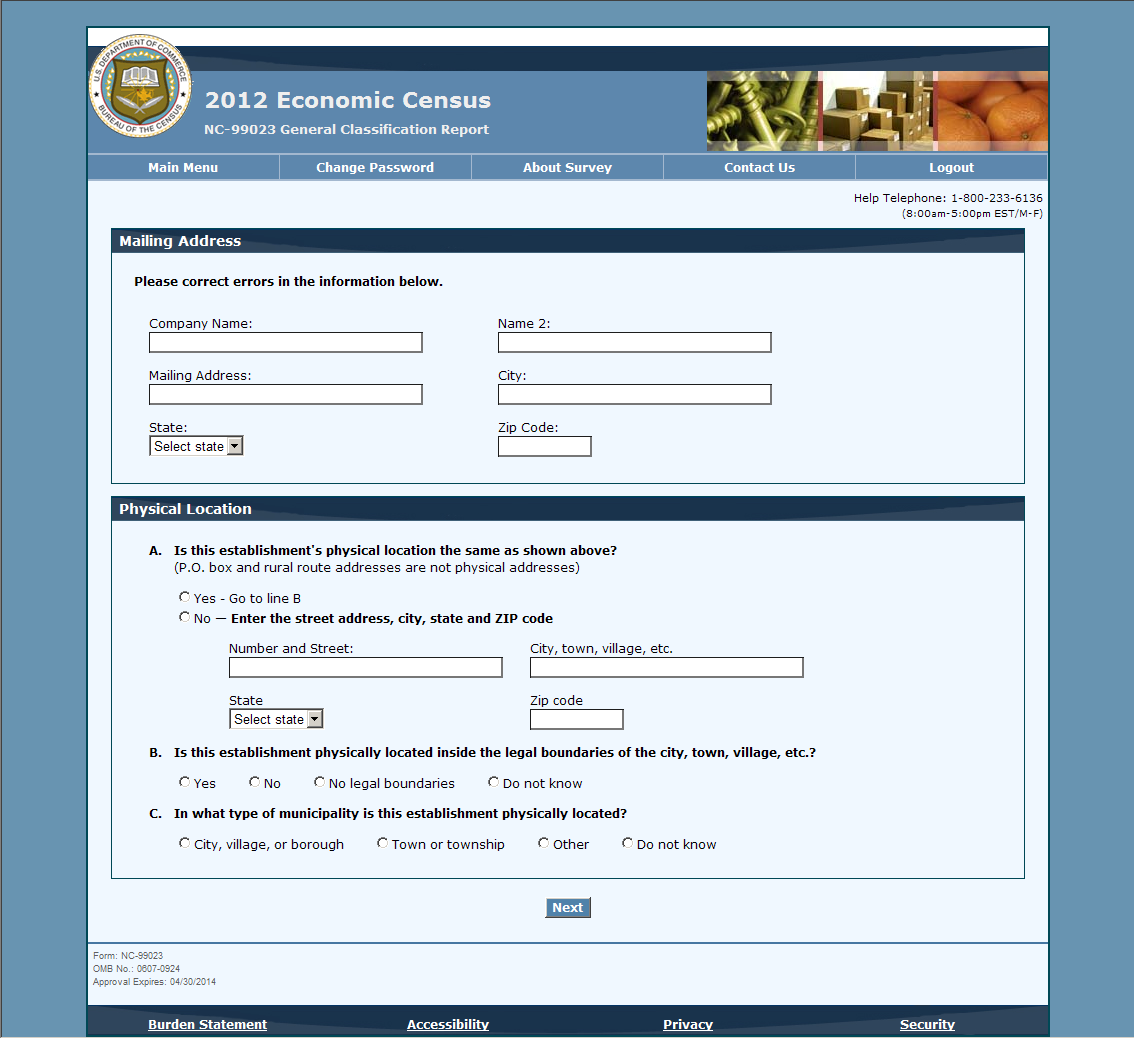 U.S. DEPARTMENT OF COMMERCE
BUREAU OF THE CENSUS
2012 Economic Census
NC-99023 General Classification Report
Main Menu Change Password About Survey Contact Us Logout
Help Telephone: 1-800-233-6136
(8:00am-5:00pm EST/M-F)
Mailing Address
Please correct errors in the information below.
Company Name: Name 2:
Mailing Address: City:
State: Zip Code:
Select state
Physical Location
A. Is this establishment's physical location the same as shown above?
(P.O. box and rural route addresses are not physical addresses)
Yes - Go to line B
No — Enter the street address, city, state and ZIP code
Number and Street: City, town, village, etc.
State Zip code
Select state
B. Is this establishment physically located inside the legal boundaries of the city, town, village, etc.?
Yes No No legal boundaries Do not know
C. In what type of municipality is this establishment physically located?
City, village, or borough Town or township Other Do not know
Next
Form: NC-99023
OMB No.: 0607-0924
Approval Expires: 04/30/2014
Burden Statement Accessibility Privacy Security